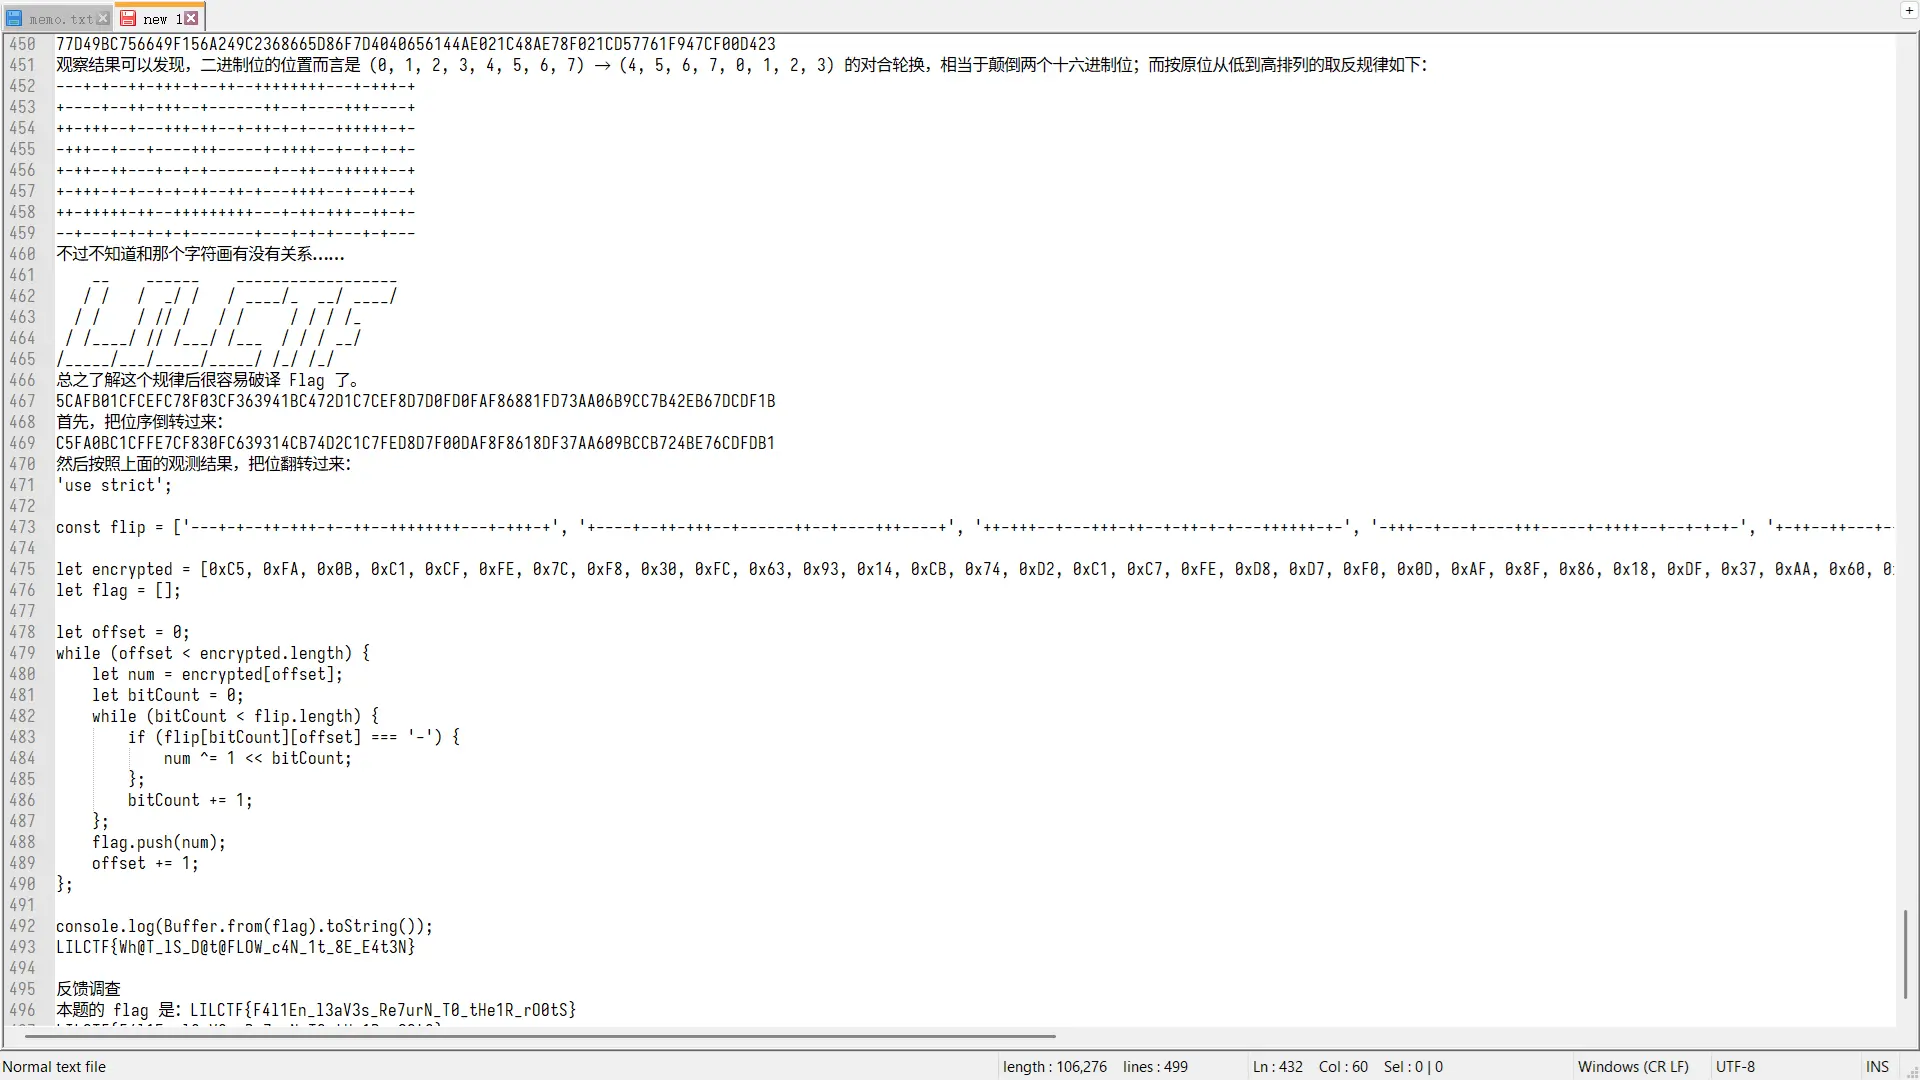 memo.txt
new 1
+
450 77D49BC756649F156A249C2368665D86F7D4040656144AE021C48AE78F021CD57761F947CF00D423
451 观察结果可以发现，二进制位的位置而言是 (0, 1, 2, 3, 4, 5, 6, 7) → (4, 5, 6, 7, 0, 1, 2, 3) 的对合轮换，相当于颠倒两个十六进制位；而按原位从低到高排列的取反规律如下：
452 ---+-+--++-+++-+--++--++++++++---+-+++-+
453 +----+--++-+++--+------++--+----+++----+
454 ++-+++--+---+++-++--+-++-+-+---++++++-+-
455 -+++--+---+----+++-----+-++++--+--+-+-+-
456 +-++--++---+--+-+-------+--++--++++++--+
457 +-+++-+-+--+-+-+++--++-+---++++--++-++--+
458 ++-+++++-++--+++++++++---+-++-+++--++-+-
459 --+---+-+-+-+-+-------+---+-+---+-+-+---
460 不过不知道和那个字符画有没有关系……
461     __    ______    __________________
462    / /   /  _/ /   / ____/_  __/ ____/
463   / /    / // /   / /     / / / /_
464  / /____/ // /___/ /___  / / / __/
465 /_____/___/_____/_____/ /_/ /_/
466 总之了解这个规律后很容易破译 Flag 了。
467 5CAFB01CFCEFC78F03CF363941BC472D1C7CEF8D7D0FD0FAF86881FD73AA06B9CC7B42EB67DCDF1B
468 首先，把位序倒转过来：
469 C5FA0BC1CFFE7CF830FC639314CB74D2C1C7FED8D7F00DAF8F8618DF37AA609BCCB724BE76CDFDB1
470 然后按照上面的观测结果，把位翻转过来：
471 'use strict';
472
473 const flip = ['---+-+--++-+++-+--++--++++++++---+-+++-+', '+----+--++-+++--+------++--+----+++----+', '++-+++--+---+++-++--+-++-+-+---++++++-+-', '-+++--+---+----+++-----+-++++--+--+-+-+-', '+-++--++---+--
474
475 let encrypted = [0xC5, 0xFA, 0x0B, 0xC1, 0xCF, 0xFE, 0x7C, 0xF8, 0x30, 0xFC, 0x63, 0x93, 0x14, 0xCB, 0x74, 0xD2, 0xC1, 0xC7, 0xFE, 0xD8, 0xD7, 0xF0, 0x0D, 0xAF, 0x8F, 0x86, 0x18, 0xDF, 0x37, 0xAA, 0x60, 0
476 let flag = [];
477
478 let offset = 0;
479 while (offset < encrypted.length) {
480     let num = encrypted[offset];
481     let bitCount = 0;
482     while (bitCount < flip.length) {
483         if (flip[bitCount][offset] === '-') {
484             num ^= 1 << bitCount;
485         };
486         bitCount += 1;
487     };
488     flag.push(num);
489     offset += 1;
490 };
491
492 console.log(Buffer.from(flag).toString());
493 LILCTF{Wh@T_lS_D@t@FLOW_c4N_1t_8E_E4t3N}
494
495 反馈调查
496 本题的 flag 是：LILCTF{F4l1En_l3aV3s_Re7urN_T0_tHe1R_rO0tS}
Normal text file
length : 106,276 lines : 499
Ln : 432 Col : 60 Sel : 0 | 0
Windows (CR LF)
UTF-8
INS